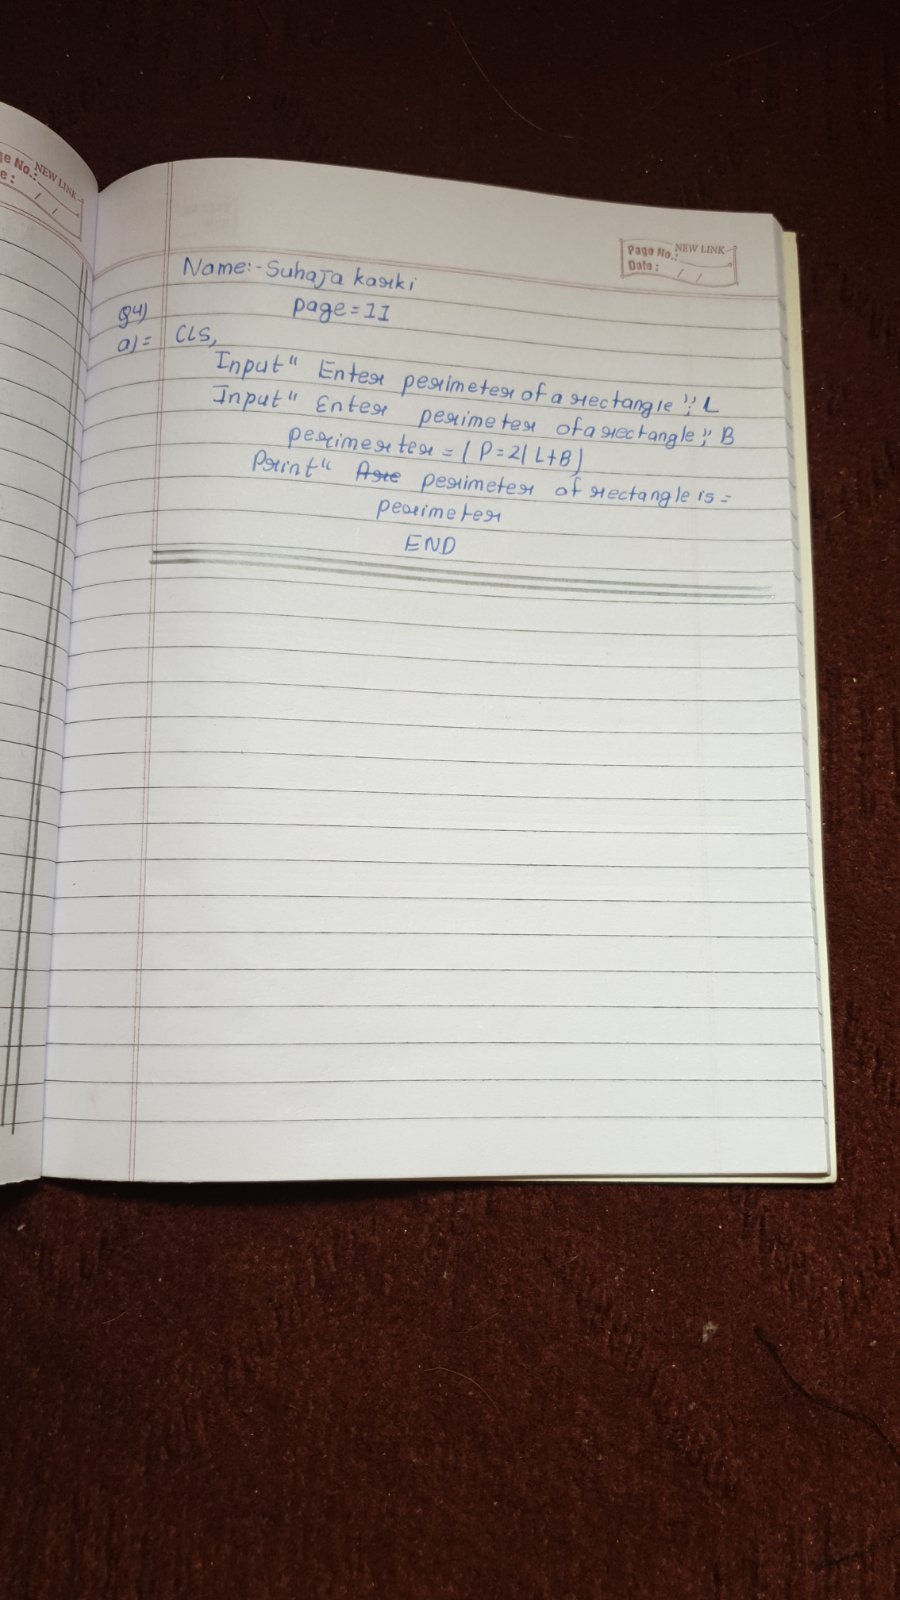 ge No.: NEW LINK
e : / /
Page No.: NEW LINK
Date : / /
Name:- Suhaja karki
Q4) page=11
a)= CLS,
Input" Enter perimeter of a rectangle "; L
Input" Enter perimeter of a rectangle; " B
perimerter = ( P = 2( L+B)
Print" Are perimeter of rectangle is =
perimeter
END